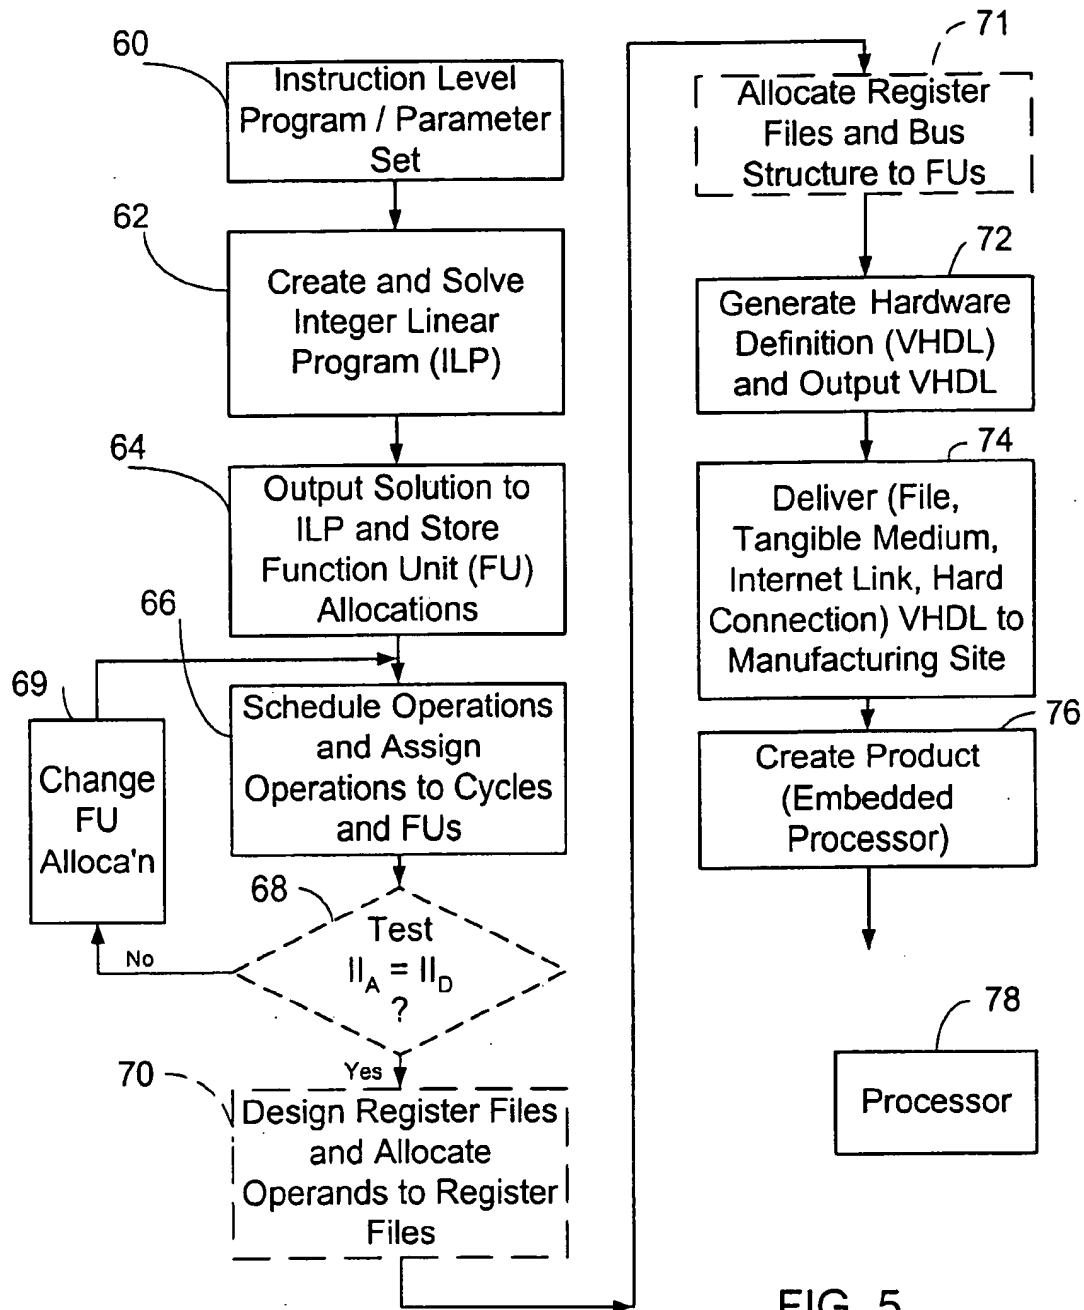 60
Instruction Level
Program / Parameter
Set
62
Create and Solve
Integer Linear
Program (ILP)
64
Output Solution to
ILP and Store
Function Unit (FU)
Allocations
66
Schedule Operations
and Assign
Operations to Cycles
and FUs
69
Change
FU
Alloca'n
68
Test
II_A = II_D
?
No
Yes
70
Design Register Files
and Allocate
Operands to Register
Files
71
Allocate Register
Files and Bus
Structure to FUs
72
Generate Hardware
Definition (VHDL)
and Output VHDL
74
Deliver (File,
Tangible Medium,
Internet Link, Hard
Connection) VHDL to
Manufacturing Site
76
Create Product
(Embedded
Processor)
78
Processor
FIG. 5